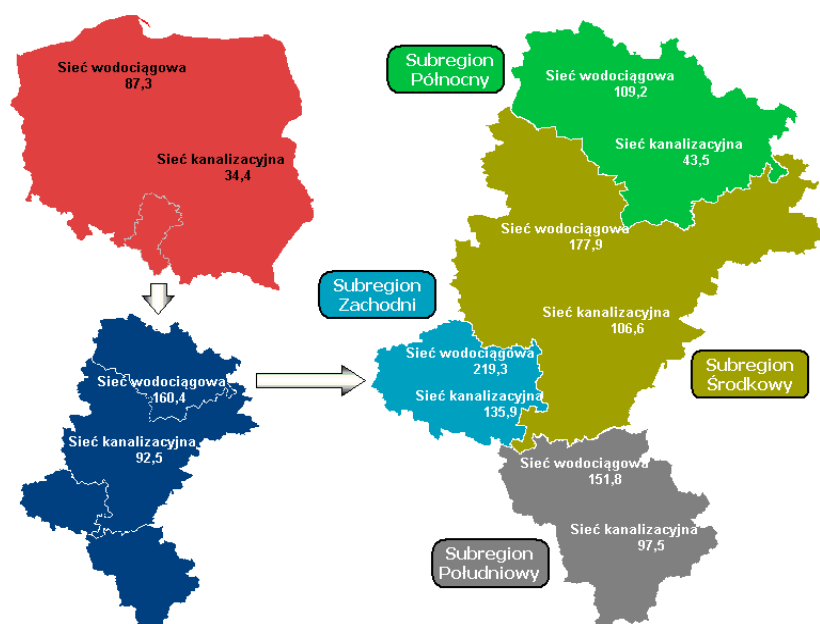 Sieć wodociągowa
87,3
Sieć kanalizacyjna
34,4
Sieć wodociągowa
160,4
Sieć kanalizacyjna
92,5
Subregion
Północny
Sieć wodociągowa
109,2
Sieć kanalizacyjna
43,5
Sieć wodociągowa
177,9
Sieć kanalizacyjna
106,6
Subregion
Środkowy
Subregion
Zachodni
Sieć wodociągowa
219,3
Sieć kanalizacyjna
135,9
Sieć wodociągowa
151,8
Sieć kanalizacyjna
97,5
Subregion
Południowy